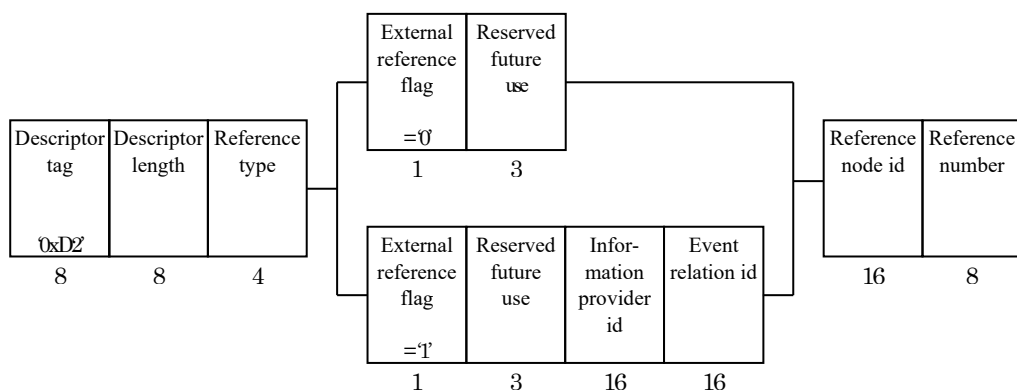 Descriptor
tag
'0xD2'
8
Descriptor
length
8
Reference
type
4
External
reference
flag
='0'
1
Reserved
future
use
3
External
reference
flag
='1'
1
Reserved
future
use
3
Infor-
mation
provider
id
16
Event
relation id
16
Reference
node id
16
Reference
number
8